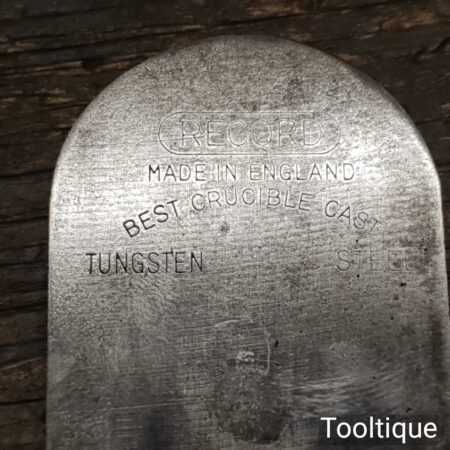 RECORD
MADE IN ENGLAND
BEST CRUCIBLE CAST
TUNGSTEN STEEL
Tooltique